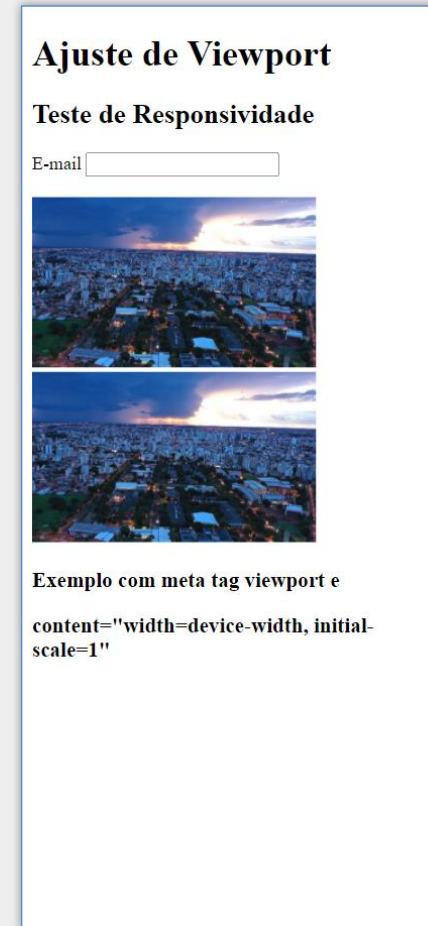 Ajuste de Viewport
Teste de Responsividade
E-mail
Exemplo com meta tag viewport e
content="width=device-width, initial-
scale=1"